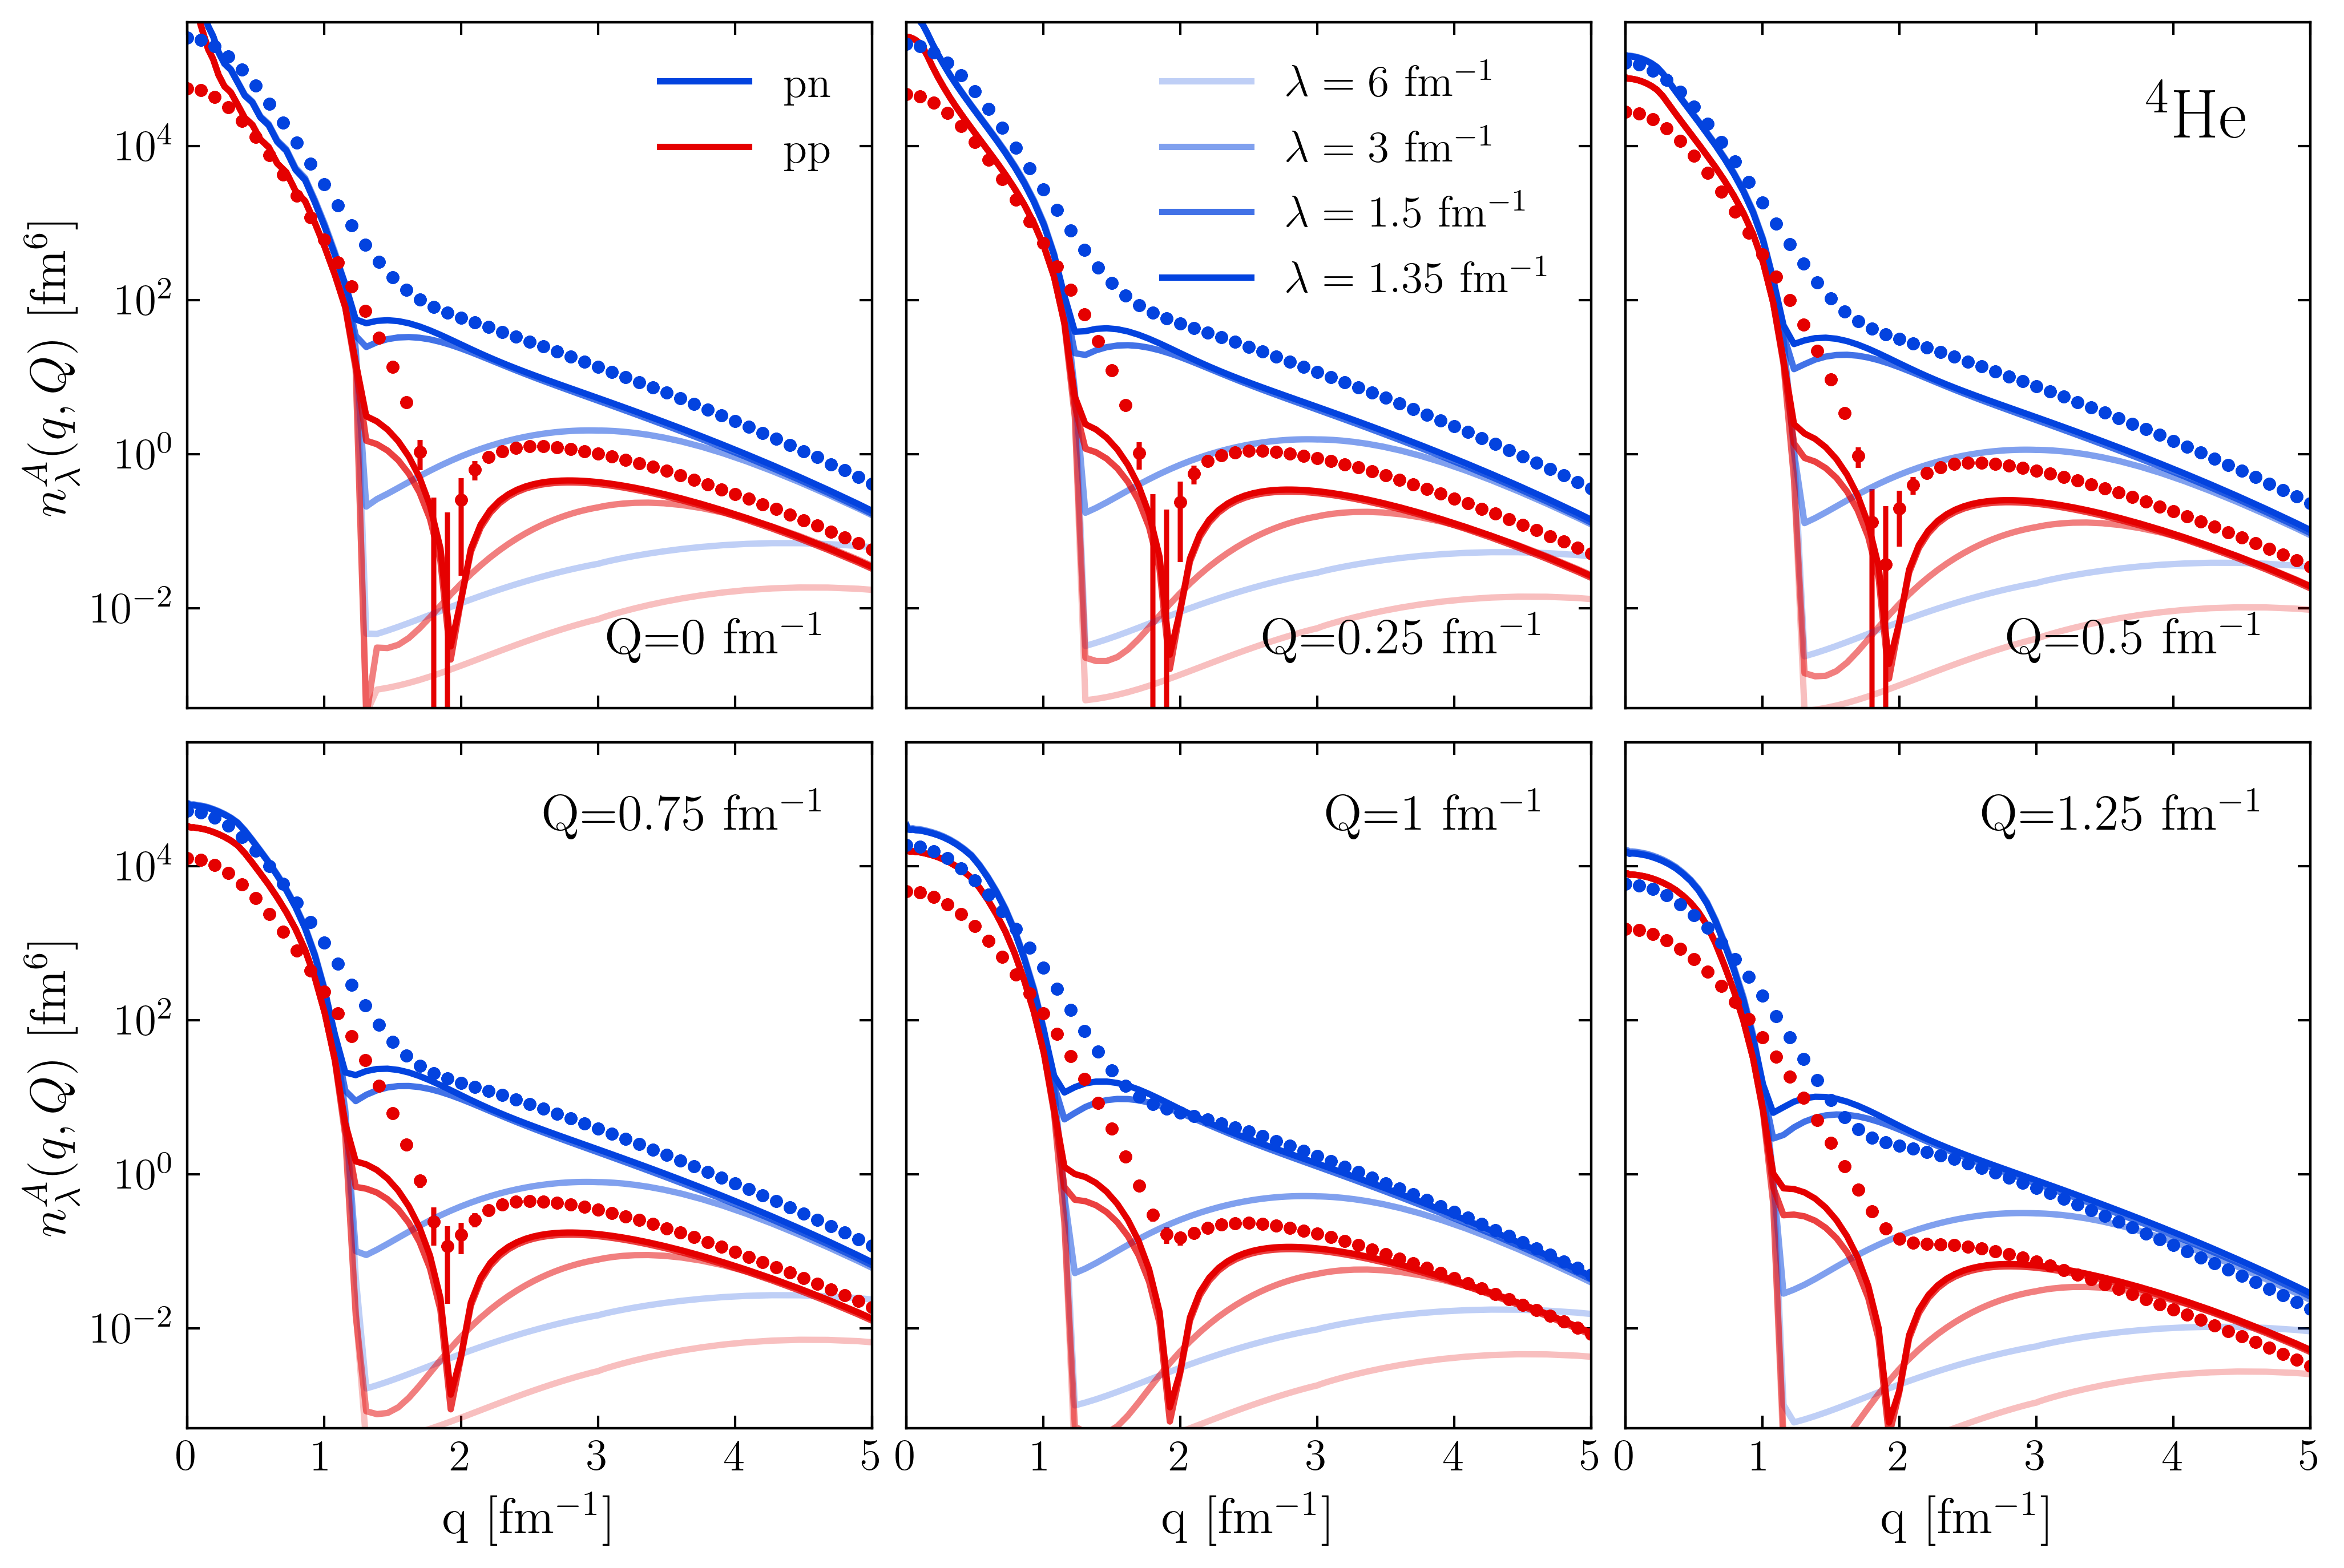 10⁴
10²
10⁰
10⁻²
n_λ^A(q, Q) [fm⁶]
pn
pp
Q=0 fm⁻¹
λ = 6 fm⁻¹
λ = 3 fm⁻¹
λ = 1.5 fm⁻¹
λ = 1.35 fm⁻¹
Q=0.25 fm⁻¹
⁴He
Q=0.5 fm⁻¹
10⁴
10²
10⁰
10⁻²
n_λ^A(q, Q) [fm⁶]
Q=0.75 fm⁻¹
Q=1 fm⁻¹
Q=1.25 fm⁻¹
0 1 2 3 4 5
0 1 2 3 4 5
0 1 2 3 4 5
q [fm⁻¹]
q [fm⁻¹]
q [fm⁻¹]